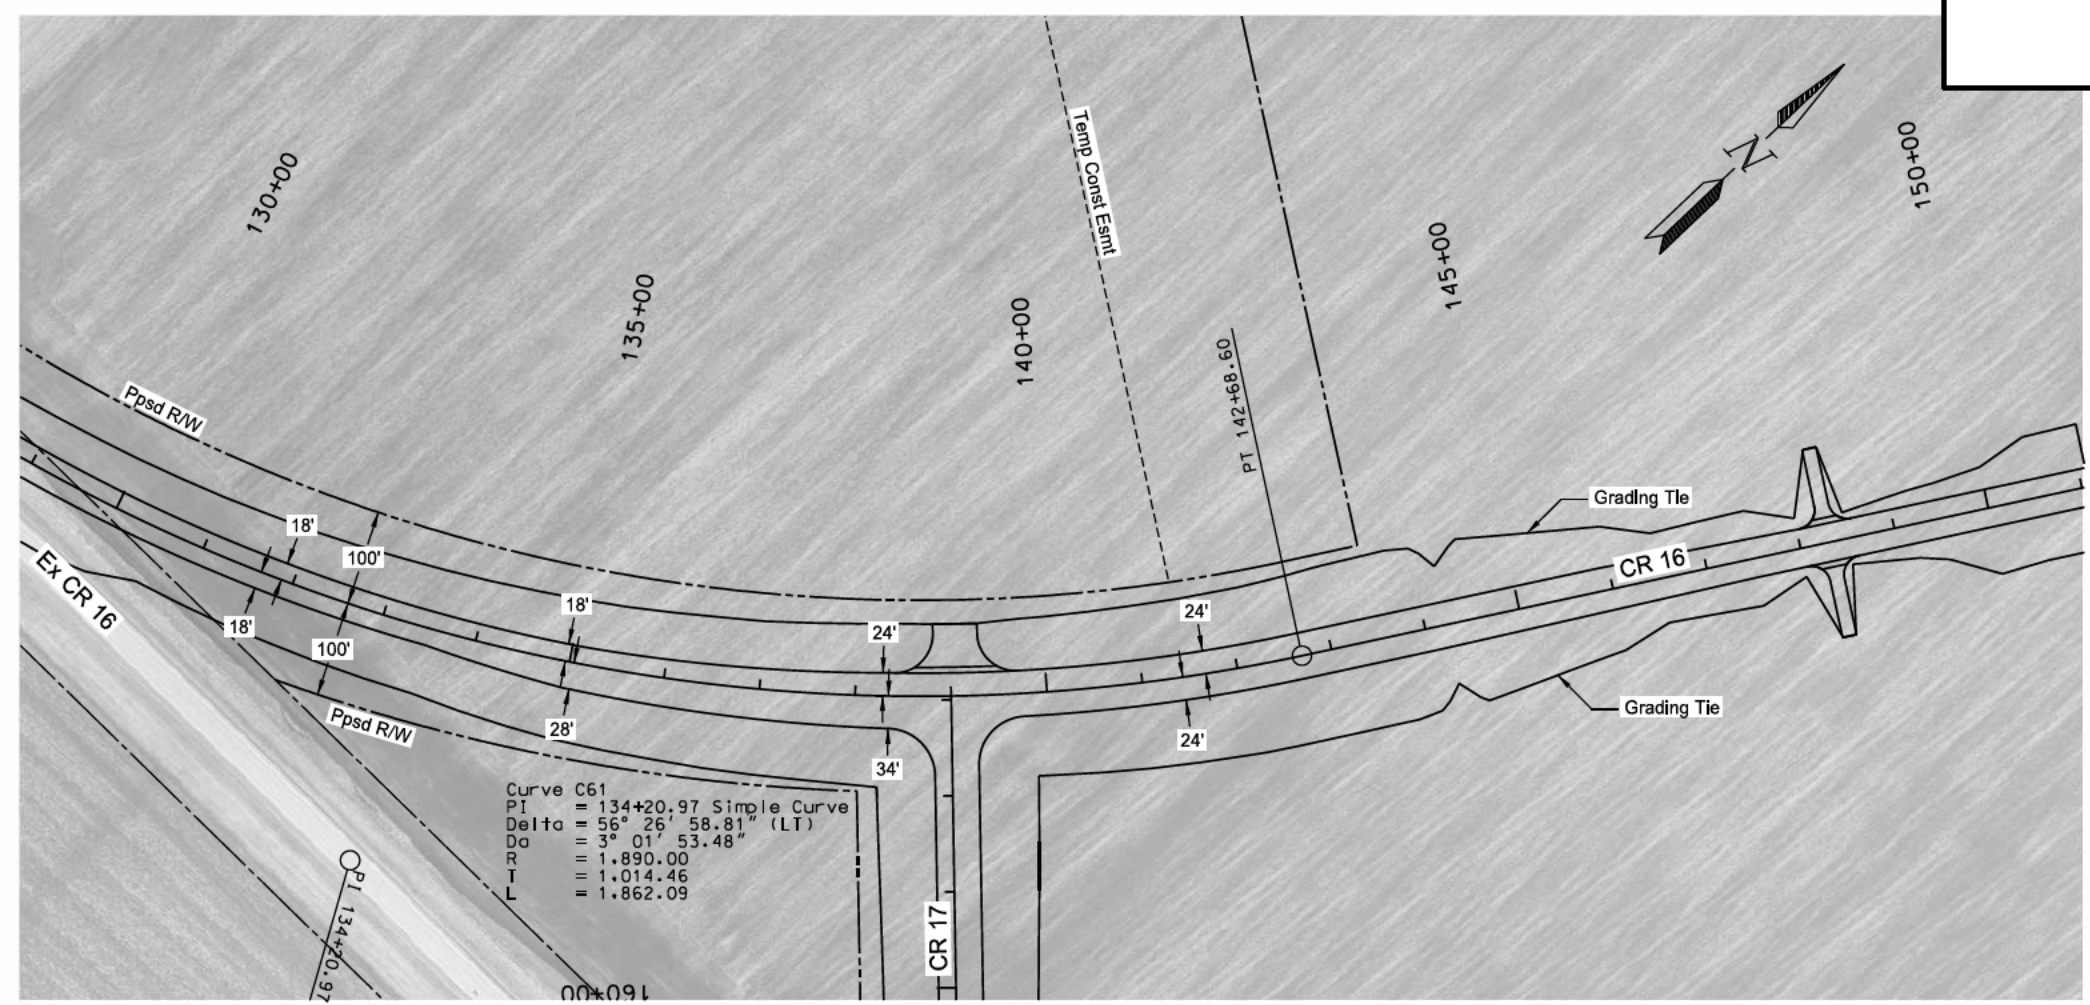 130+00
135+00
140+00
145+00
150+00
Temp Const Esmt
N
PT 142+68.60
Ppsd R/W
18'
100'
18'
100'
18'
28'
24'
34'
24'
24'
Grading Tie
CR 16
Grading Tie
Ex CR 16
Ppsd R/W
Curve C61
PI = 134+20.97 Simple Curve
Delta = 56° 26' 58.81" (LT)
Da = 3° 01' 53.48"
R = 1,890.00
T = 1,014.46
L = 1,862.09
PI 134+20.97
CR 17
160+00